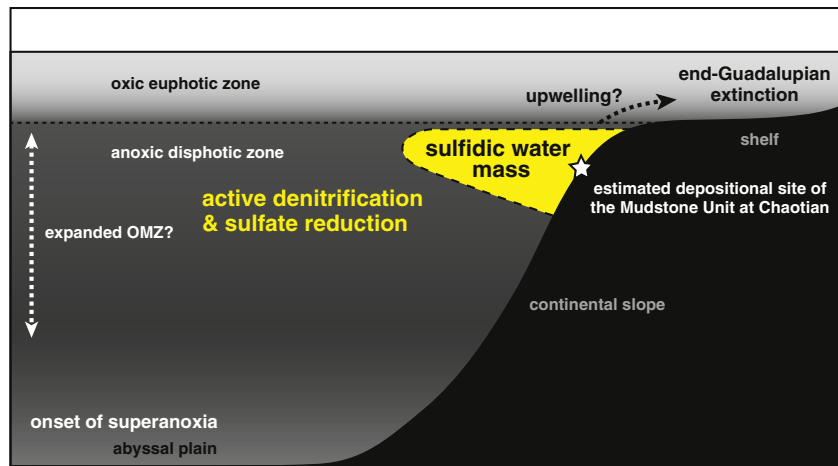 oxic euphotic zone
upwelling?
end-Guadalupian
extinction
anoxic disphotic zone
sulfidic water
mass
shelf
active denitrification
& sulfate reduction
estimated depositional site of
the Mudstone Unit at Chaotian
expanded OMZ?
continental slope
onset of superanoxia
abyssal plain